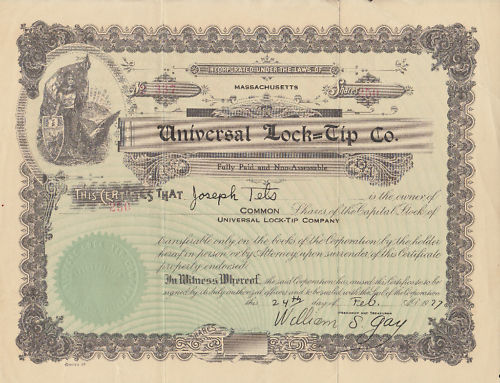 INCORPORATED UNDER THE LAWS OF
MASSACHUSETTS
No
Shares
Universal Lock=Tip Co.
Fully Paid and Non-Assessable
THIS CERTIFIES THAT Joseph Tets is the owner of
COMMON Shares of the Capital Stock of
UNIVERSAL LOCK-TIP COMPANY
transferable only on the books of the Corporation by the holder
hereof in person or by Attorney upon surrender of this Certificate
properly endorsed.
In Witness Whereof, the said Corporation has caused this Certificate to be
signed by its duly authorized officers and to be sealed with the Seal of the Corporation
this 24th day of Feb. A.D. 1927
PRESIDENT AND TREASURER
William S. Gay